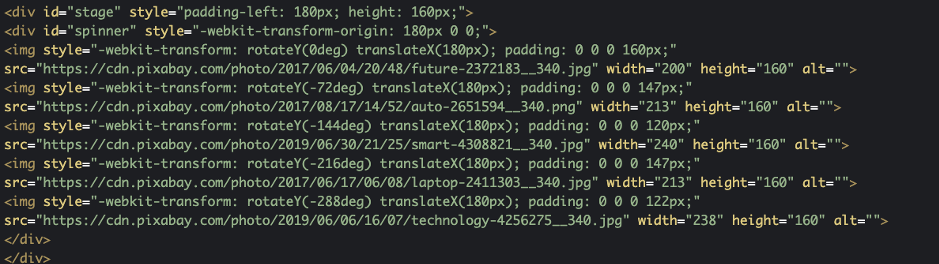 <div id="stage" style="padding-left: 180px; height: 160px;">
<div id="spinner" style="-webkit-transform-origin: 180px 0 0;">
<img style="-webkit-transform: rotateY(0deg) translateX(180px); padding: 0 0 0 160px;"
src="https://cdn.pixabay.com/photo/2017/06/04/20/48/future-2372183__340.jpg" width="200" height="160" alt="">
<img style="-webkit-transform: rotateY(-72deg) translateX(180px); padding: 0 0 0 147px;"
src="https://cdn.pixabay.com/photo/2017/08/17/14/52/auto-2651594__340.png" width="213" height="160" alt="">
<img style="-webkit-transform: rotateY(-144deg) translateX(180px); padding: 0 0 0 120px;"
src="https://cdn.pixabay.com/photo/2019/06/30/21/25/smart-4308821__340.jpg" width="240" height="160" alt="">
<img style="-webkit-transform: rotateY(-216deg) translateX(180px); padding: 0 0 0 147px;"
src="https://cdn.pixabay.com/photo/2017/06/17/06/08/laptop-2411303__340.jpg" width="213" height="160" alt="">
<img style="-webkit-transform: rotateY(-288deg) translateX(180px); padding: 0 0 0 122px;"
src="https://cdn.pixabay.com/photo/2019/06/06/16/07/technology-4256275__340.jpg" width="238" height="160" alt="">
</div>
</div>